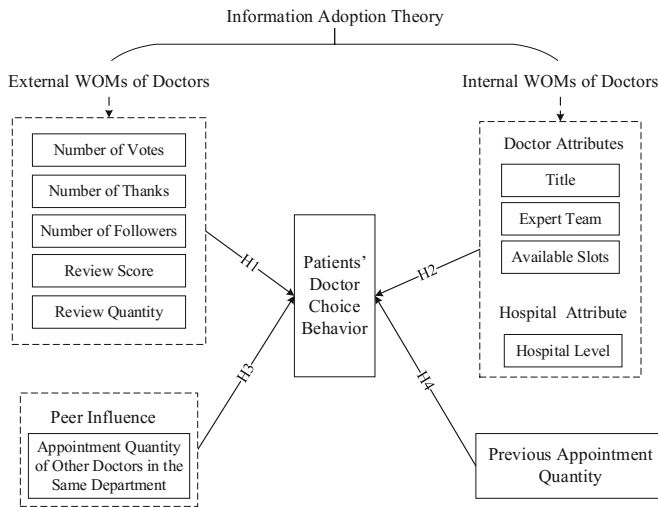 Information Adoption Theory
External WOMs of Doctors
Number of Votes
Number of Thanks
Number of Followers
Review Score
Review Quantity
Internal WOMs of Doctors
Doctor Attributes
Title
Expert Team
Available Slots
Hospital Attribute
Hospital Level
H1
H2
Patients'
Doctor
Choice
Behavior
H3
H4
Peer Influence
Appointment Quantity
of Other Doctors in the
Same Department
Previous Appointment
Quantity